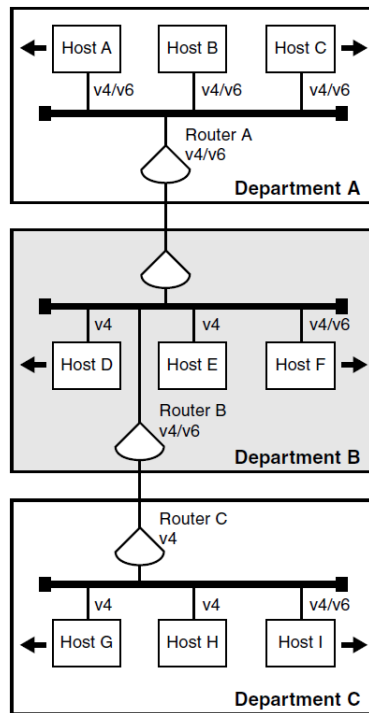 Host A Host B Host C
v4/v6 v4/v6 v4/v6
Router A
v4/v6
Department A
v4 v4 v4/v6
Host D Host E Host F
Router B
v4/v6
Department B
Router C
v4
v4 v4 v4/v6
Host G Host H Host I
Department C